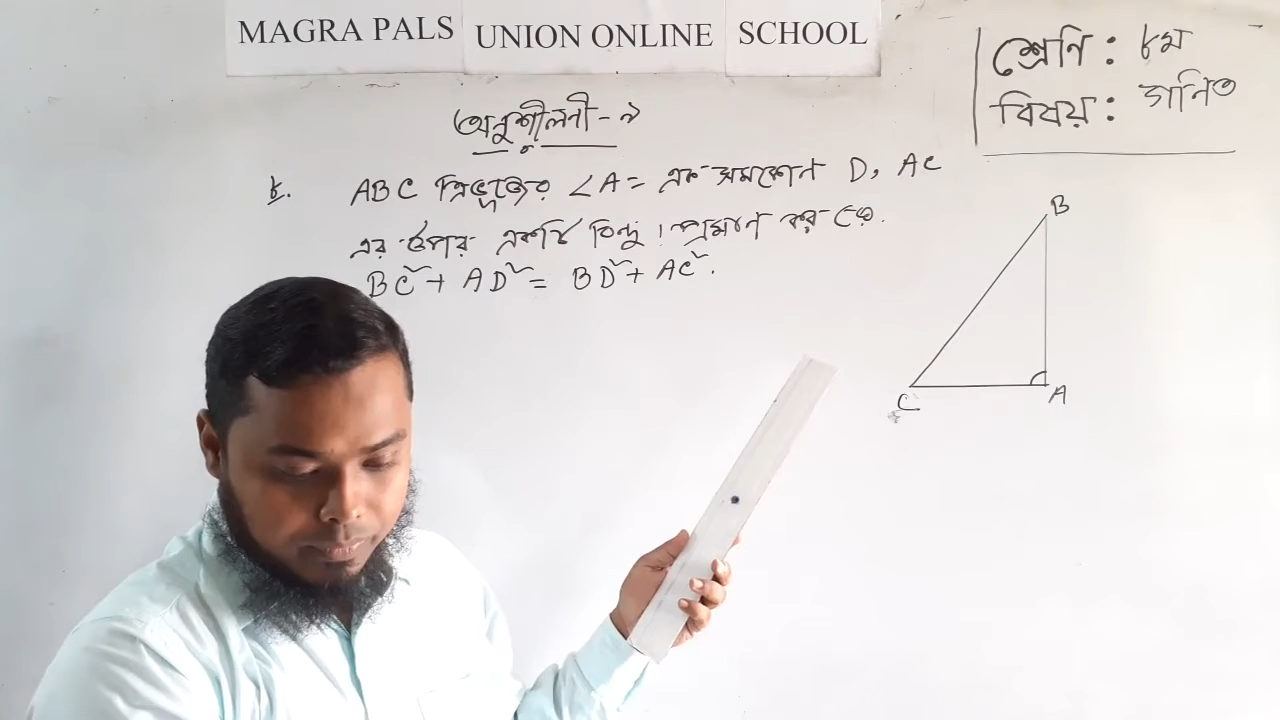 MAGRA PALS UNION ONLINE SCHOOL
শ্রেণি : ৮ম
বিষয় : গনিত
অনুশীলনী - ৯
৮. ABC ত্রিভুজের ∠A = এক সমকোন D, AC
এর উপর একটি বিন্দু। প্রমাণ কর যে.
BC² + AD² = BD² + AC².
B
C
A